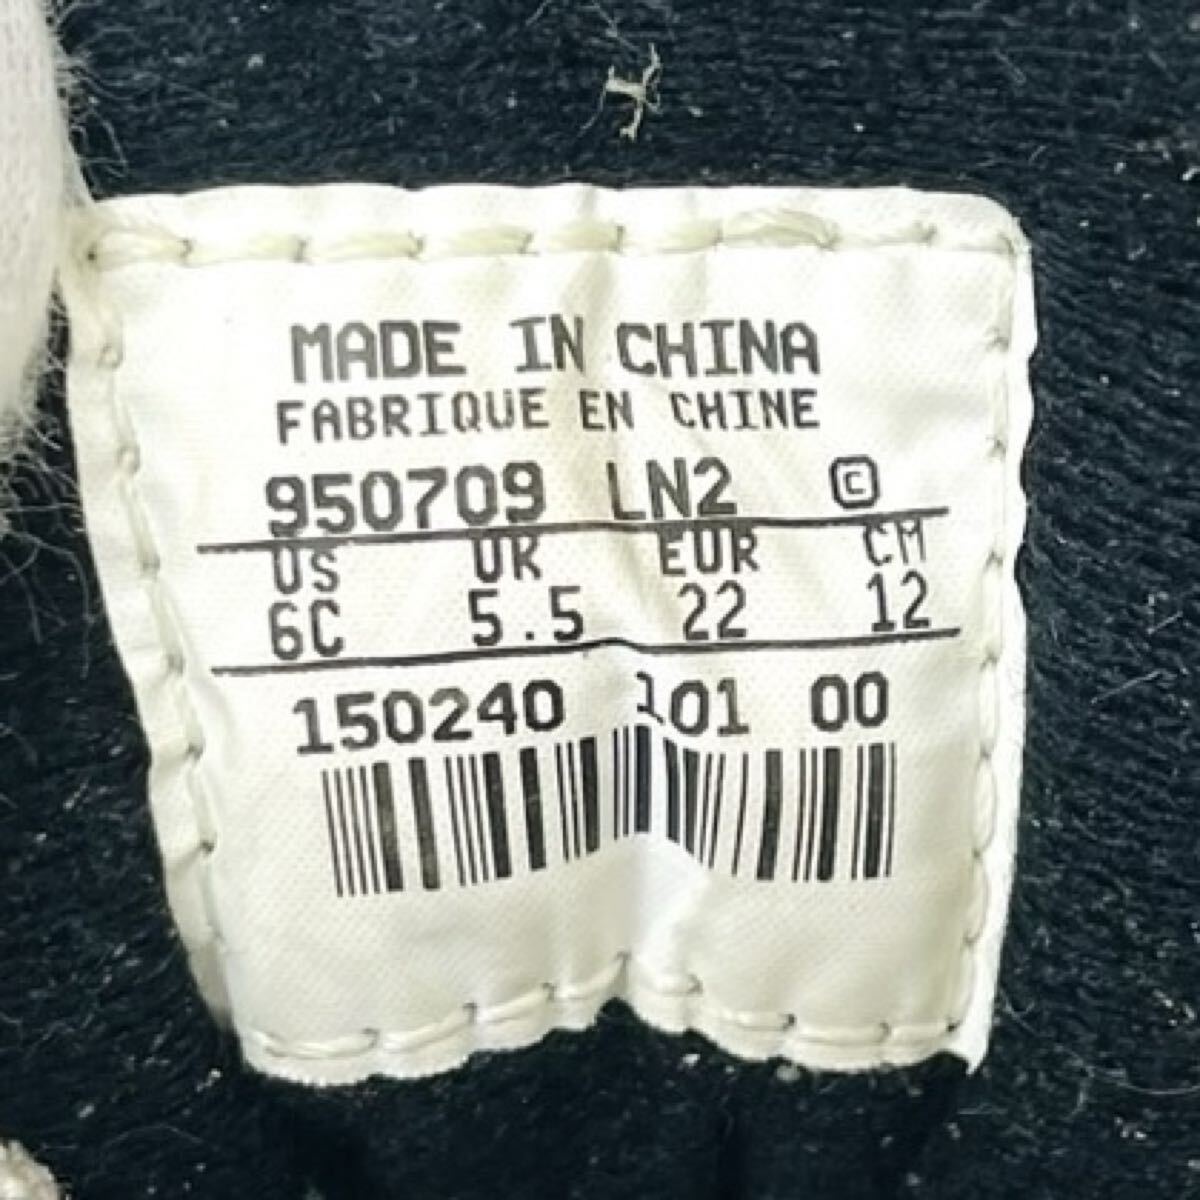 MADE IN CHINA
FABRIQUE EN CHINE
950709 LN2 ©
US UK EUR CM
6C 5.5 22 12
150240 101 00